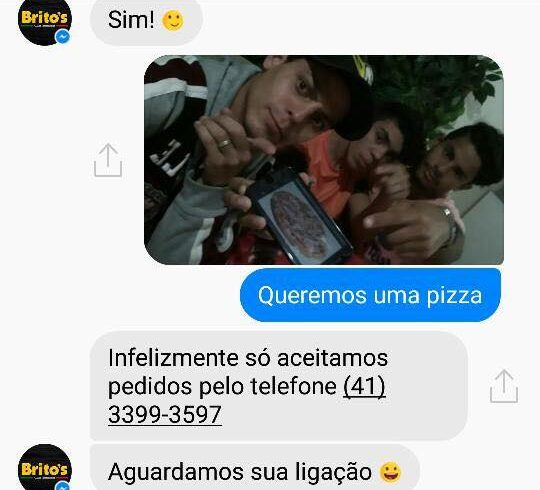 Brito's
Sim! 🙂
Queremos uma pizza
Infelizmente só aceitamos
pedidos pelo telefone (41)
3399-3597
Brito's
Aguardamos sua ligação 😀